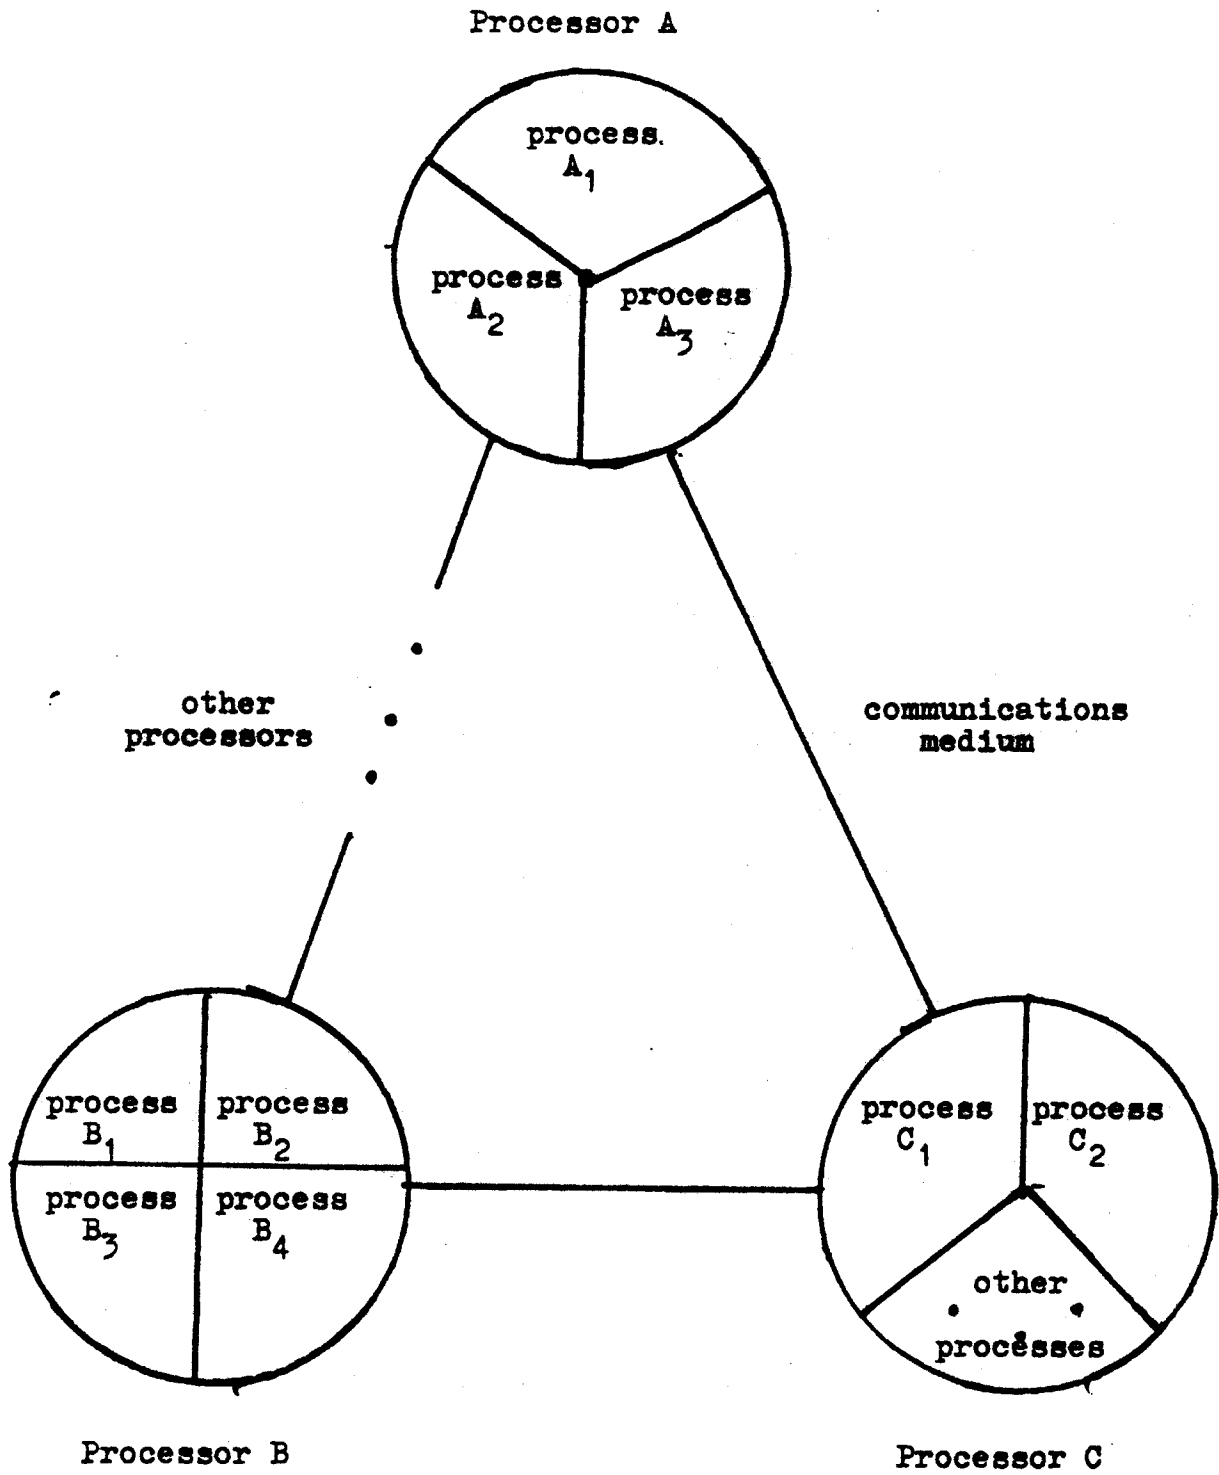 Processor A
process
A1
process
A2
process
A3
other
processors
communications
medium
process
B1
process
B2
process
B3
process
B4
process
C1
process
C2
other
processes
Processor B
Processor C